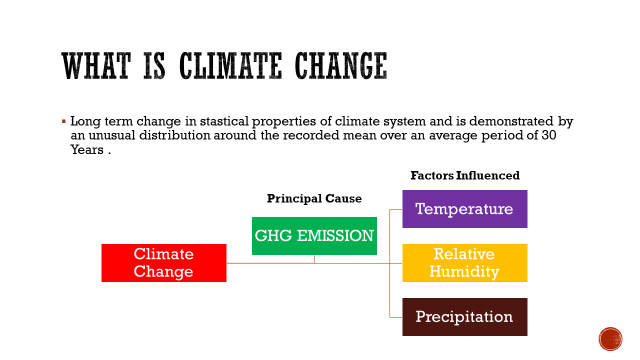 WHAT IS CLIMATE CHANGE
▪ Long term change in stastical properties of climate system and is demonstrated by
an unusual distribution around the recorded mean over an average period of 30
Years .
Factors Influenced
Principal Cause
Temperature
GHG EMISSION
Climate
Change
Relative
Humidity
Precipitation